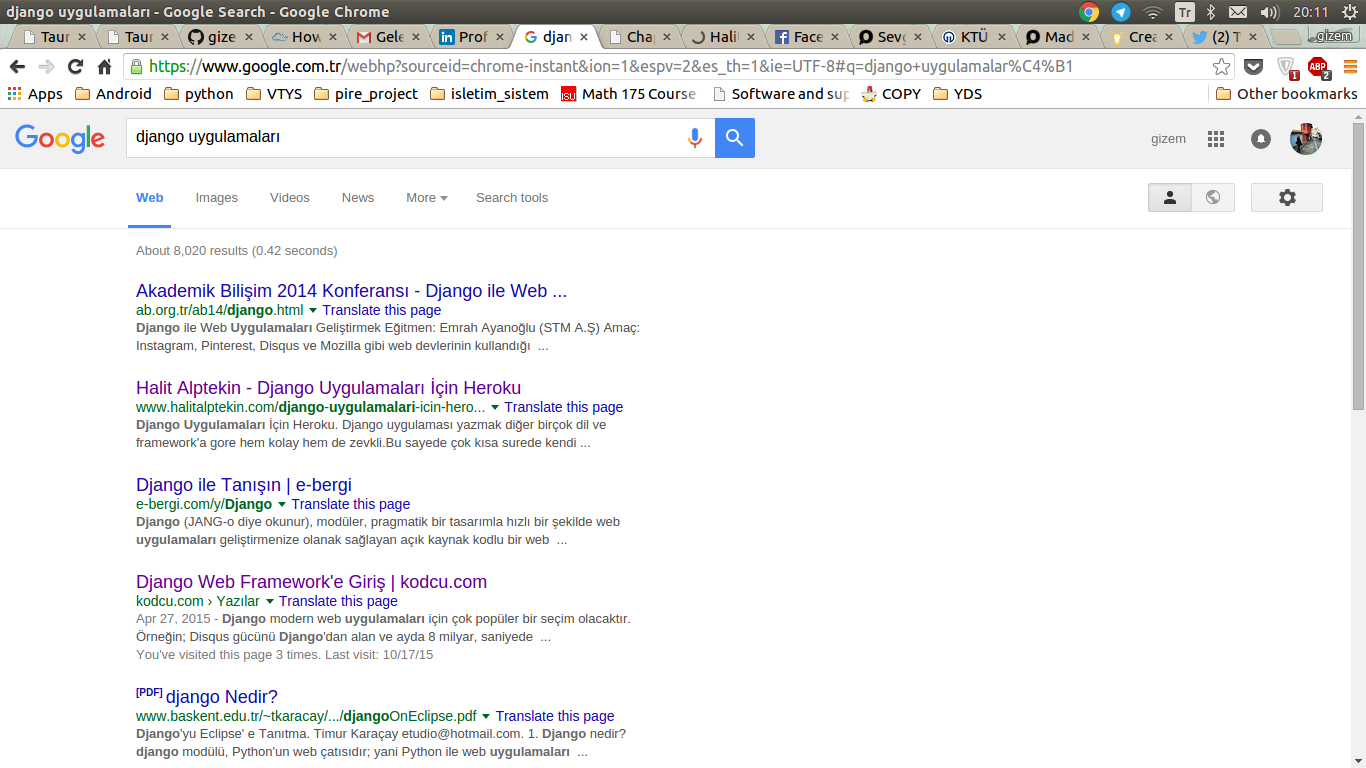 django uygulamaları - Google Search - Google Chrome
Tr
20:11
Taur
Taur
gize
How
Gele
Prof
djan
Chap
Halit
Face
Sevg
KTÜ
Mad
Crea
(2) T
gizem
https://www.google.com.tr/webhp?sourceid=chrome-instant&ion=1&espv=2&es_th=1&ie=UTF-8#q=django+uygulamalar%C4%B1
1
ABP
2
Apps
Android
python
VTYS
pire_project
isletim_sistem
Math 175 Course
Software and sup
COPY
YDS
Other bookmarks
Google
django uygulamaları
gizem
Web
Images
Videos
News
More
Search tools
About 8,020 results (0.42 seconds)
Akademik Bilişim 2014 Konferansı - Django ile Web ...
ab.org.tr/ab14/django.html Translate this page
Django ile Web Uygulamaları Geliştirmek Eğitmen: Emrah Ayanoğlu (STM A.Ş) Amaç:
Instagram, Pinterest, Disqus ve Mozilla gibi web devlerinin kullandığı ...
Halit Alptekin - Django Uygulamaları İçin Heroku
www.halitalptekin.com/django-uygulamalari-icin-hero... Translate this page
Django Uygulamaları İçin Heroku. Django uygulaması yazmak diğer birçok dil ve
framework'a gore hem kolay hem de zevkli.Bu sayede çok kısa surede kendi ...
Django ile Tanışın | e-bergi
e-bergi.com/y/Django Translate this page
Django (JANG-o diye okunur), modüler, pragmatik bir tasarımla hızlı bir şekilde web
uygulamaları geliştirmenize olanak sağlayan açık kaynak kodlu bir web ...
Django Web Framework'e Giriş | kodcu.com
kodcu.com › Yazılar Translate this page
Apr 27, 2015 - Django modern web uygulamaları için çok popüler bir seçim olacaktır.
Örneğin; Disqus gücünü Django'dan alan ve ayda 8 milyar, saniyede ...
You've visited this page 3 times. Last visit: 10/17/15
[PDF] django Nedir?
www.baskent.edu.tr/~tkaracay/.../djangoOnEclipse.pdf Translate this page
Django'yu Eclipse' e Tanıtma. Timur Karaçay etudio@hotmail.com. 1. Django nedir?
django modülü, Python'un web çatısıdır; yani Python ile web uygulamaları ...